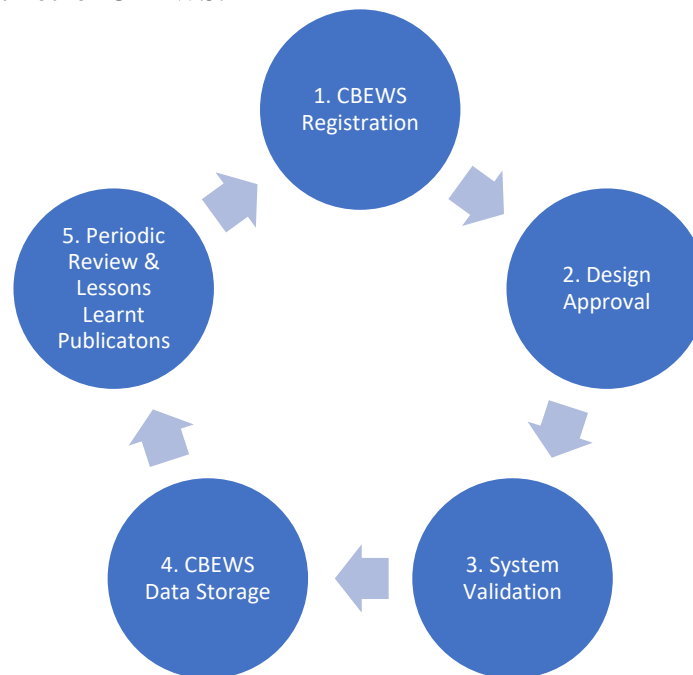 1. CBEWS
Registration
2. Design
Approval
3. System
Validation
4. CBEWS
Data Storage
5. Periodic
Review &
Lessons
Learnt
Publicatons